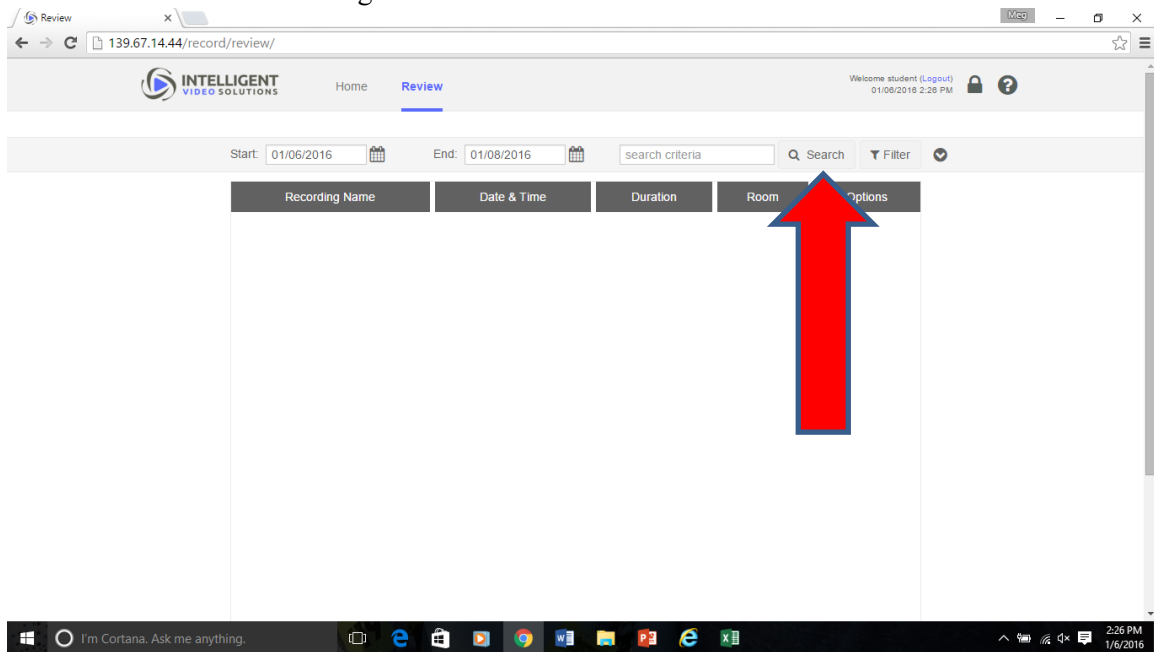 Review
Meg
139.67.14.44/record/review/
INTELLIGENT
VIDEO SOLUTIONS
Home Review
Welcome student (Logout)
01/06/2016 2:26 PM
Start: 01/06/2016 End: 01/08/2016 search criteria Search Filter
Recording Name Date & Time Duration Room Options
I'm Cortana. Ask me anything.
2:26 PM
1/6/2016